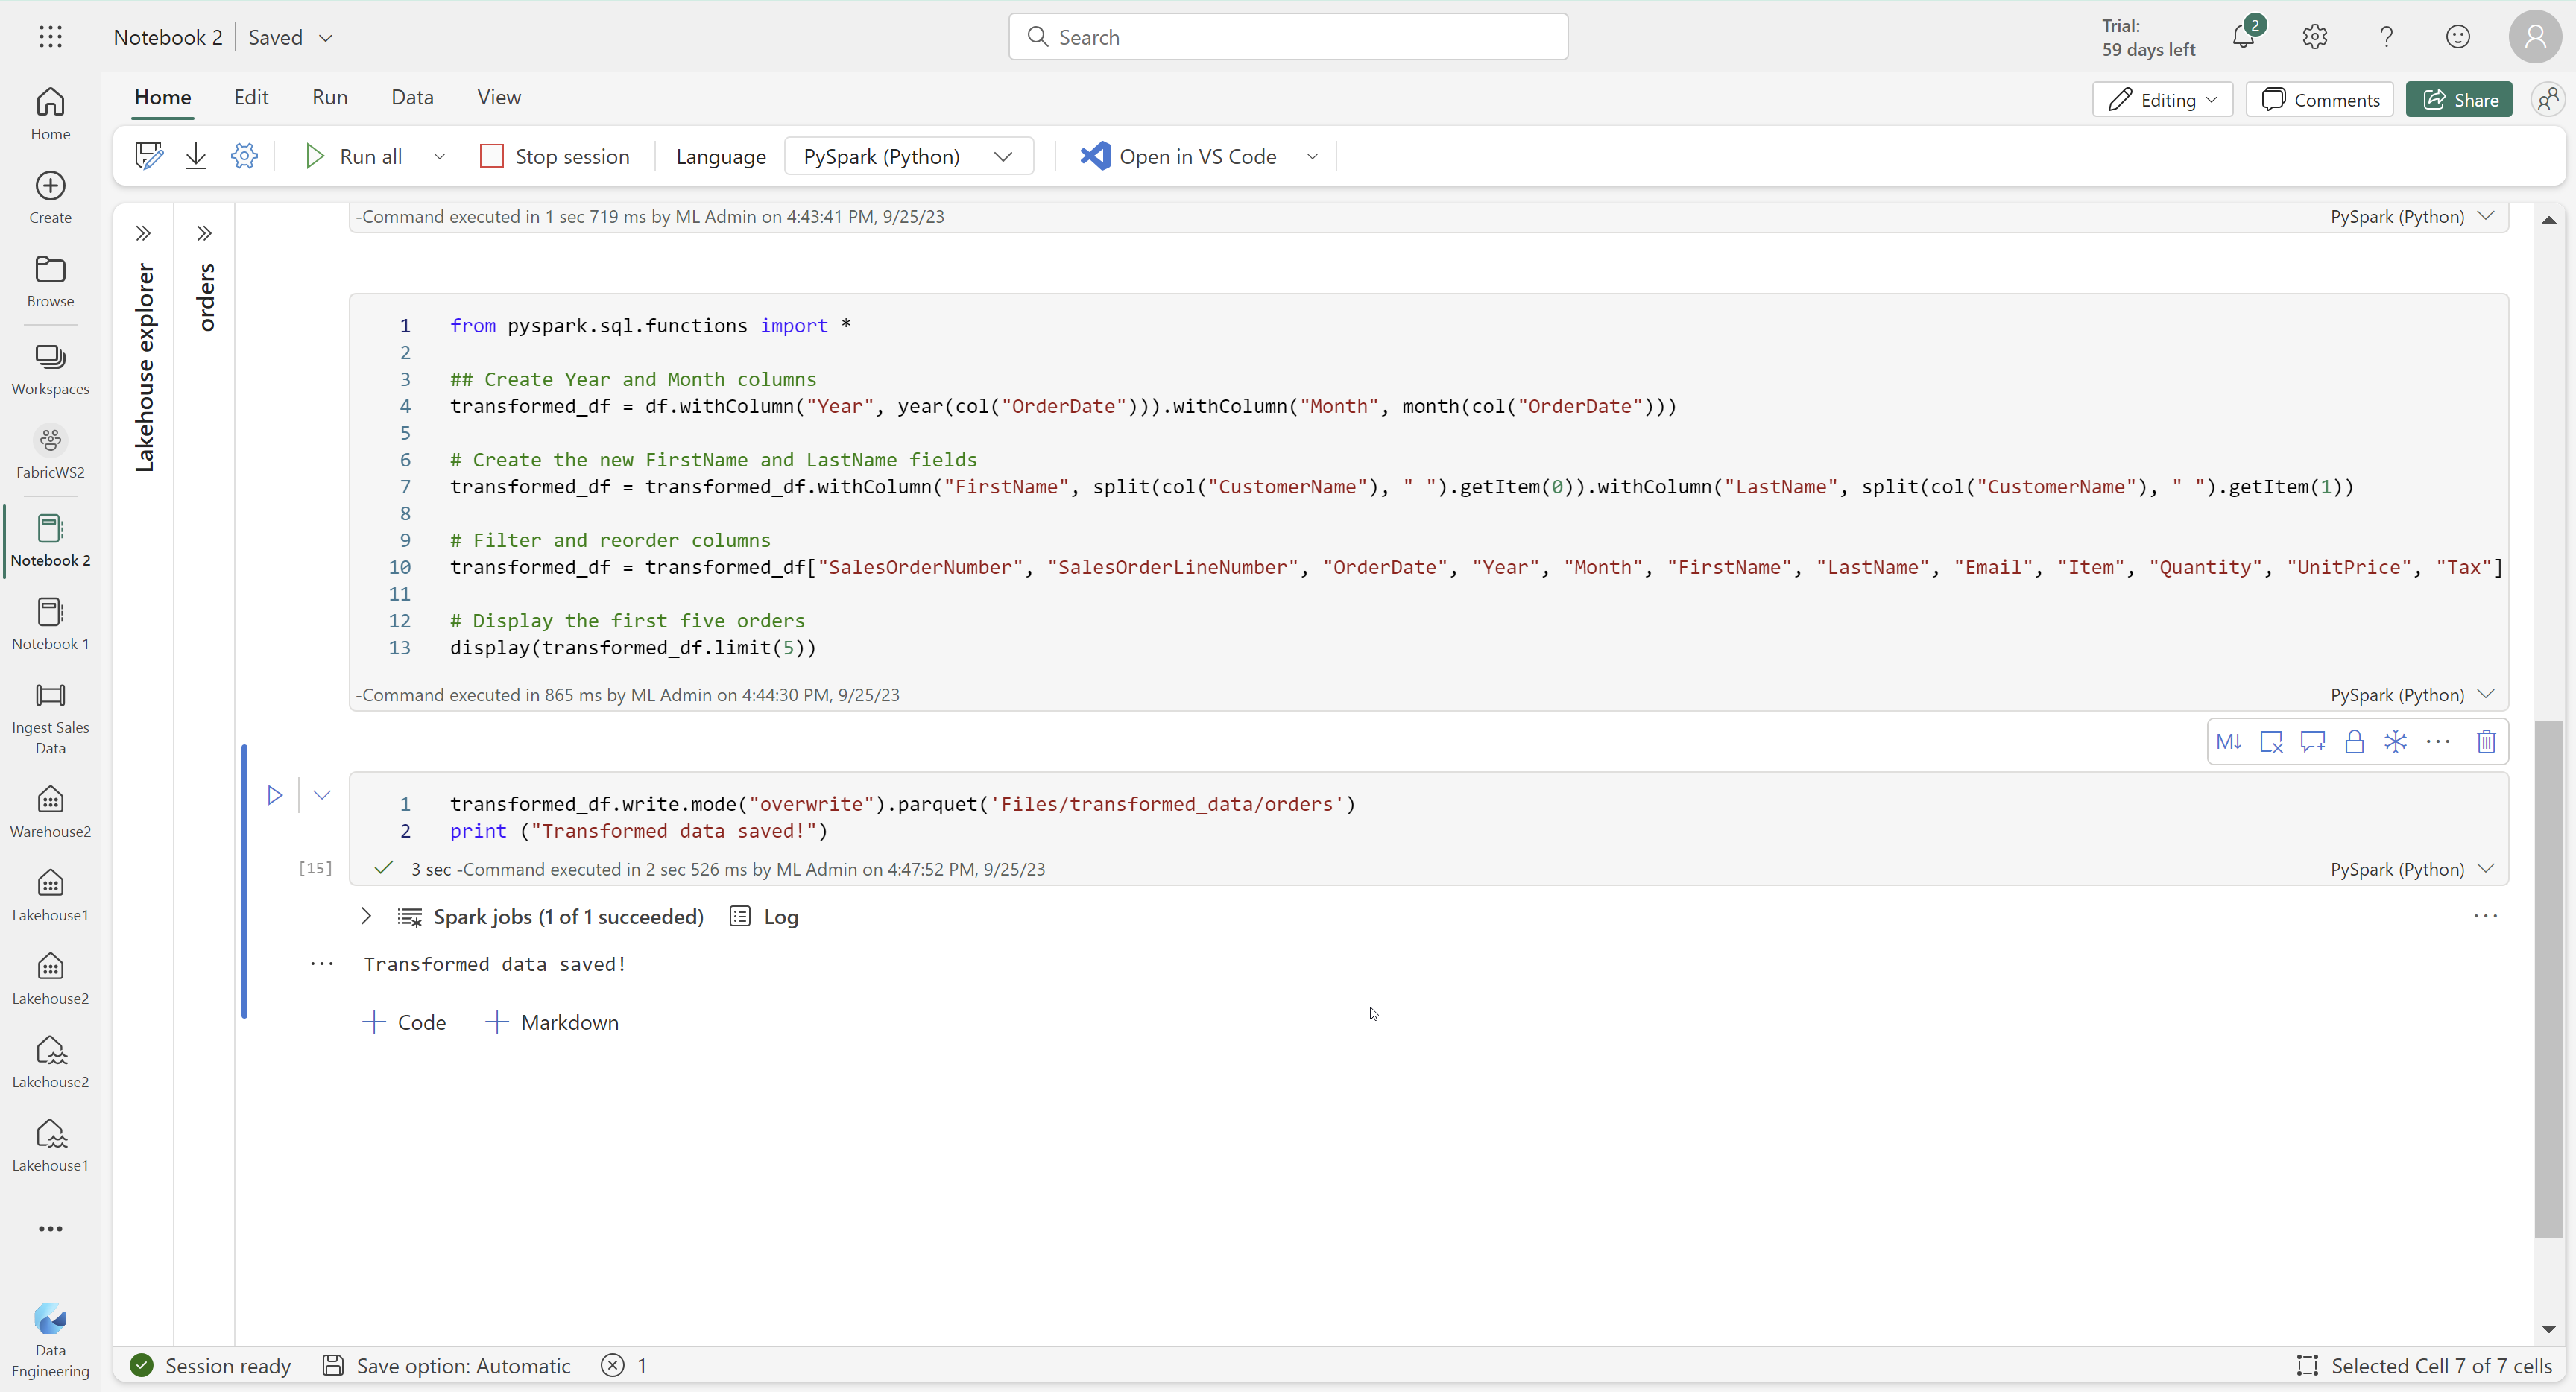 Notebook 2 | Saved
Search
Trial:
59 days left
2
Home Edit Run Data View
Editing
Comments
Share
Run all
Stop session
Language
PySpark (Python)
Open in VS Code
Home
Create
Browse
Workspaces
FabricWS2
Notebook 2
Notebook 1
Ingest Sales
Data
Warehouse2
Lakehouse1
Lakehouse2
Lakehouse2
Lakehouse1
Data
Engineering
Lakehouse explorer
orders
-Command executed in 1 sec 719 ms by ML Admin on 4:43:41 PM, 9/25/23 PySpark (Python)
1 from pyspark.sql.functions import *
2
3 ## Create Year and Month columns
4 transformed_df = df.withColumn("Year", year(col("OrderDate"))).withColumn("Month", month(col("OrderDate")))
5
6 # Create the new FirstName and LastName fields
7 transformed_df = transformed_df.withColumn("FirstName", split(col("CustomerName"), " ").getItem(0)).withColumn("LastName", split(col("CustomerName"), " ").getItem(1))
8
9 # Filter and reorder columns
10 transformed_df = transformed_df["SalesOrderNumber", "SalesOrderLineNumber", "OrderDate", "Year", "Month", "FirstName", "LastName", "Email", "Item", "Quantity", "UnitPrice", "Tax"]
11
12 # Display the first five orders
13 display(transformed_df.limit(5))
-Command executed in 865 ms by ML Admin on 4:44:30 PM, 9/25/23 PySpark (Python)
M↓
1 transformed_df.write.mode("overwrite").parquet('Files/transformed_data/orders')
2 print ("Transformed data saved!")
[15] 3 sec -Command executed in 2 sec 526 ms by ML Admin on 4:47:52 PM, 9/25/23 PySpark (Python)
Spark jobs (1 of 1 succeeded) Log
Transformed data saved!
+ Code + Markdown
Session ready
Save option: Automatic
1
Selected Cell 7 of 7 cells